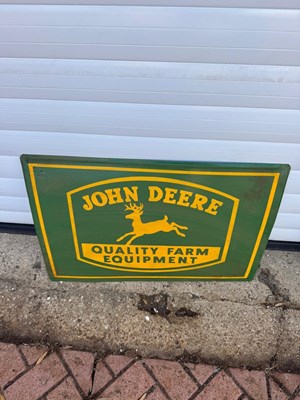 JOHN DEERE
QUALITY FARM
EQUIPMENT